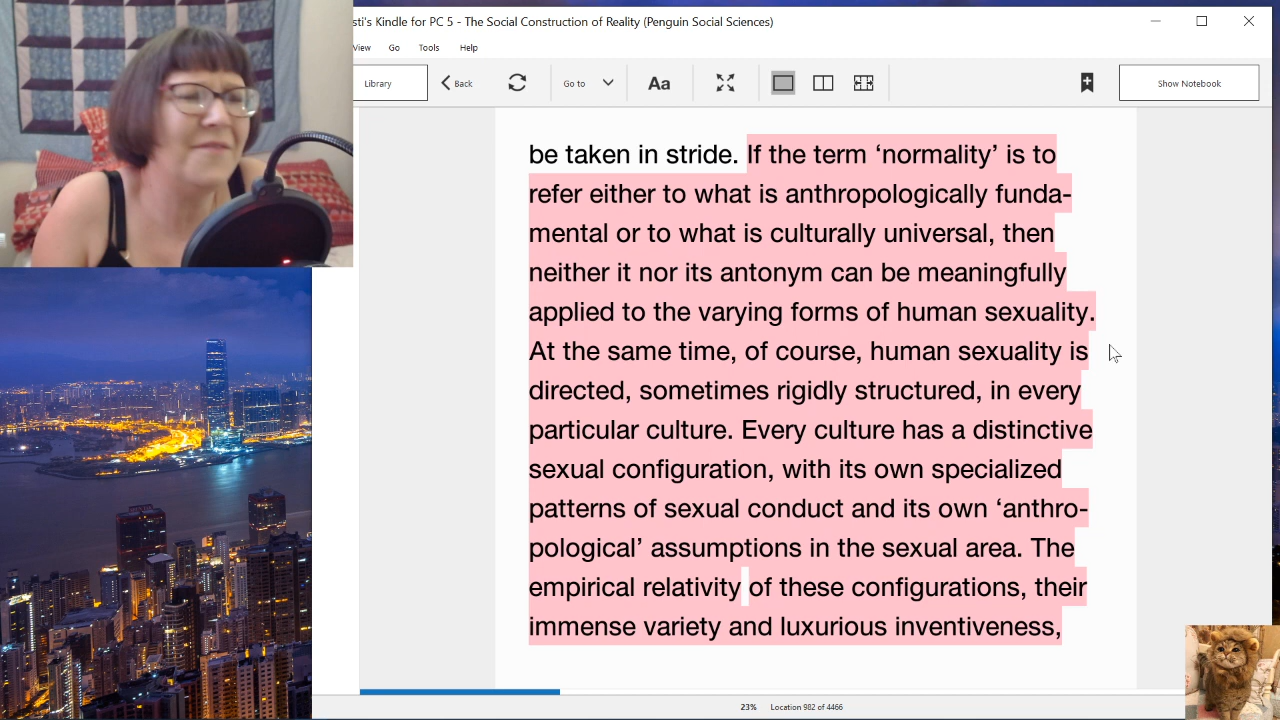 sti's Kindle for PC 5 - The Social Construction of Reality (Penguin Social Sciences)
View Go Tools Help
Library Back Go to Aa Show Notebook
be taken in stride. If the term ‘normality’ is to
refer either to what is anthropologically funda-
mental or to what is culturally universal, then
neither it nor its antonym can be meaningfully
applied to the varying forms of human sexuality.
At the same time, of course, human sexuality is
directed, sometimes rigidly structured, in every
particular culture. Every culture has a distinctive
sexual configuration, with its own specialized
patterns of sexual conduct and its own ‘anthro-
pological’ assumptions in the sexual area. The
empirical relativity of these configurations, their
immense variety and luxurious inventiveness,
23% Location 982 of 4466